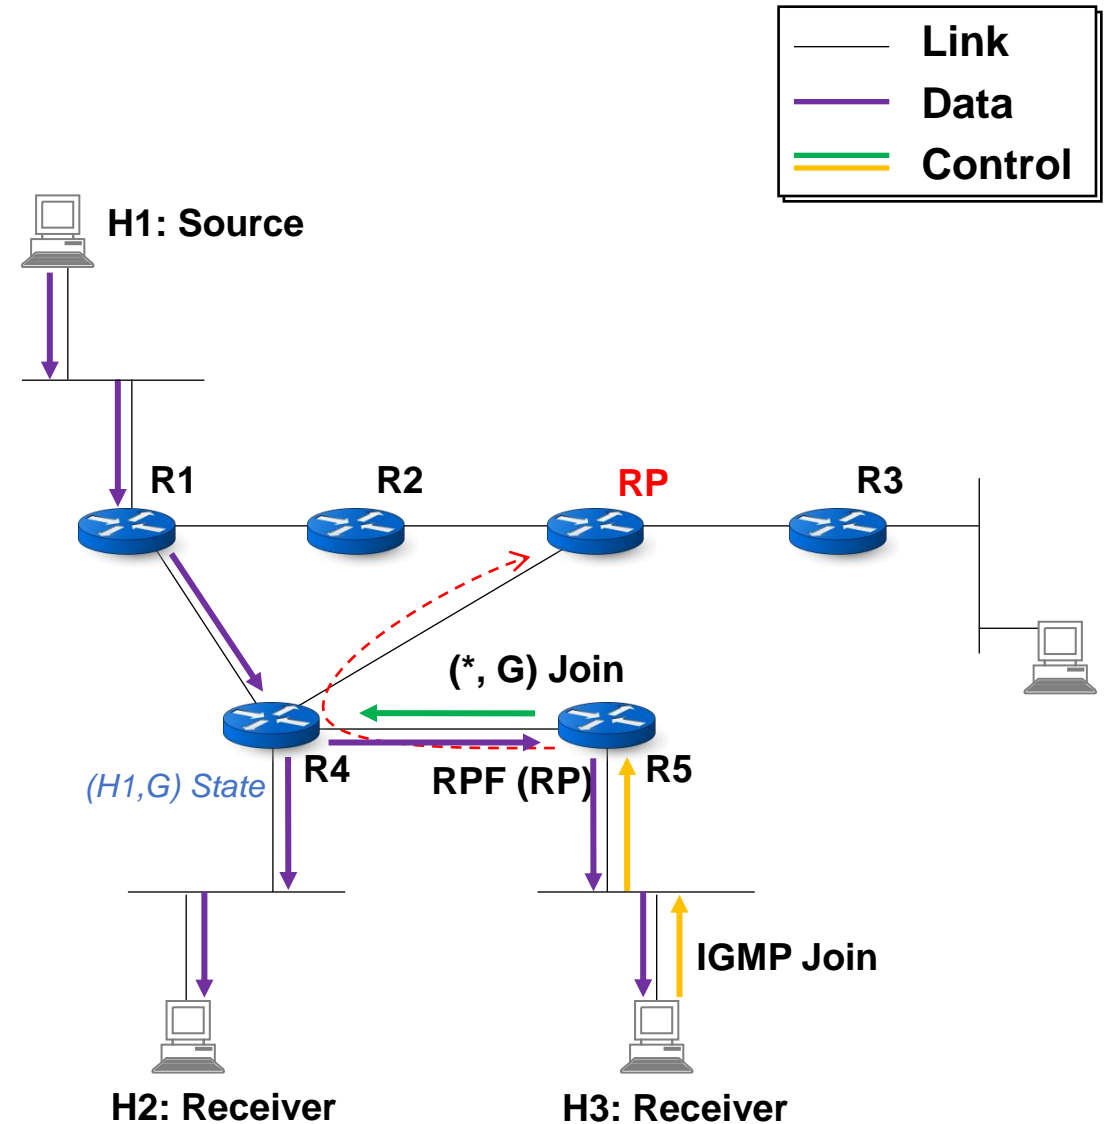 Link
Data
Control
H1: Source
R1
R2
RP
R3
(*, G) Join
R4
RPF (RP)
R5
(H1,G) State
IGMP Join
H2: Receiver
H3: Receiver